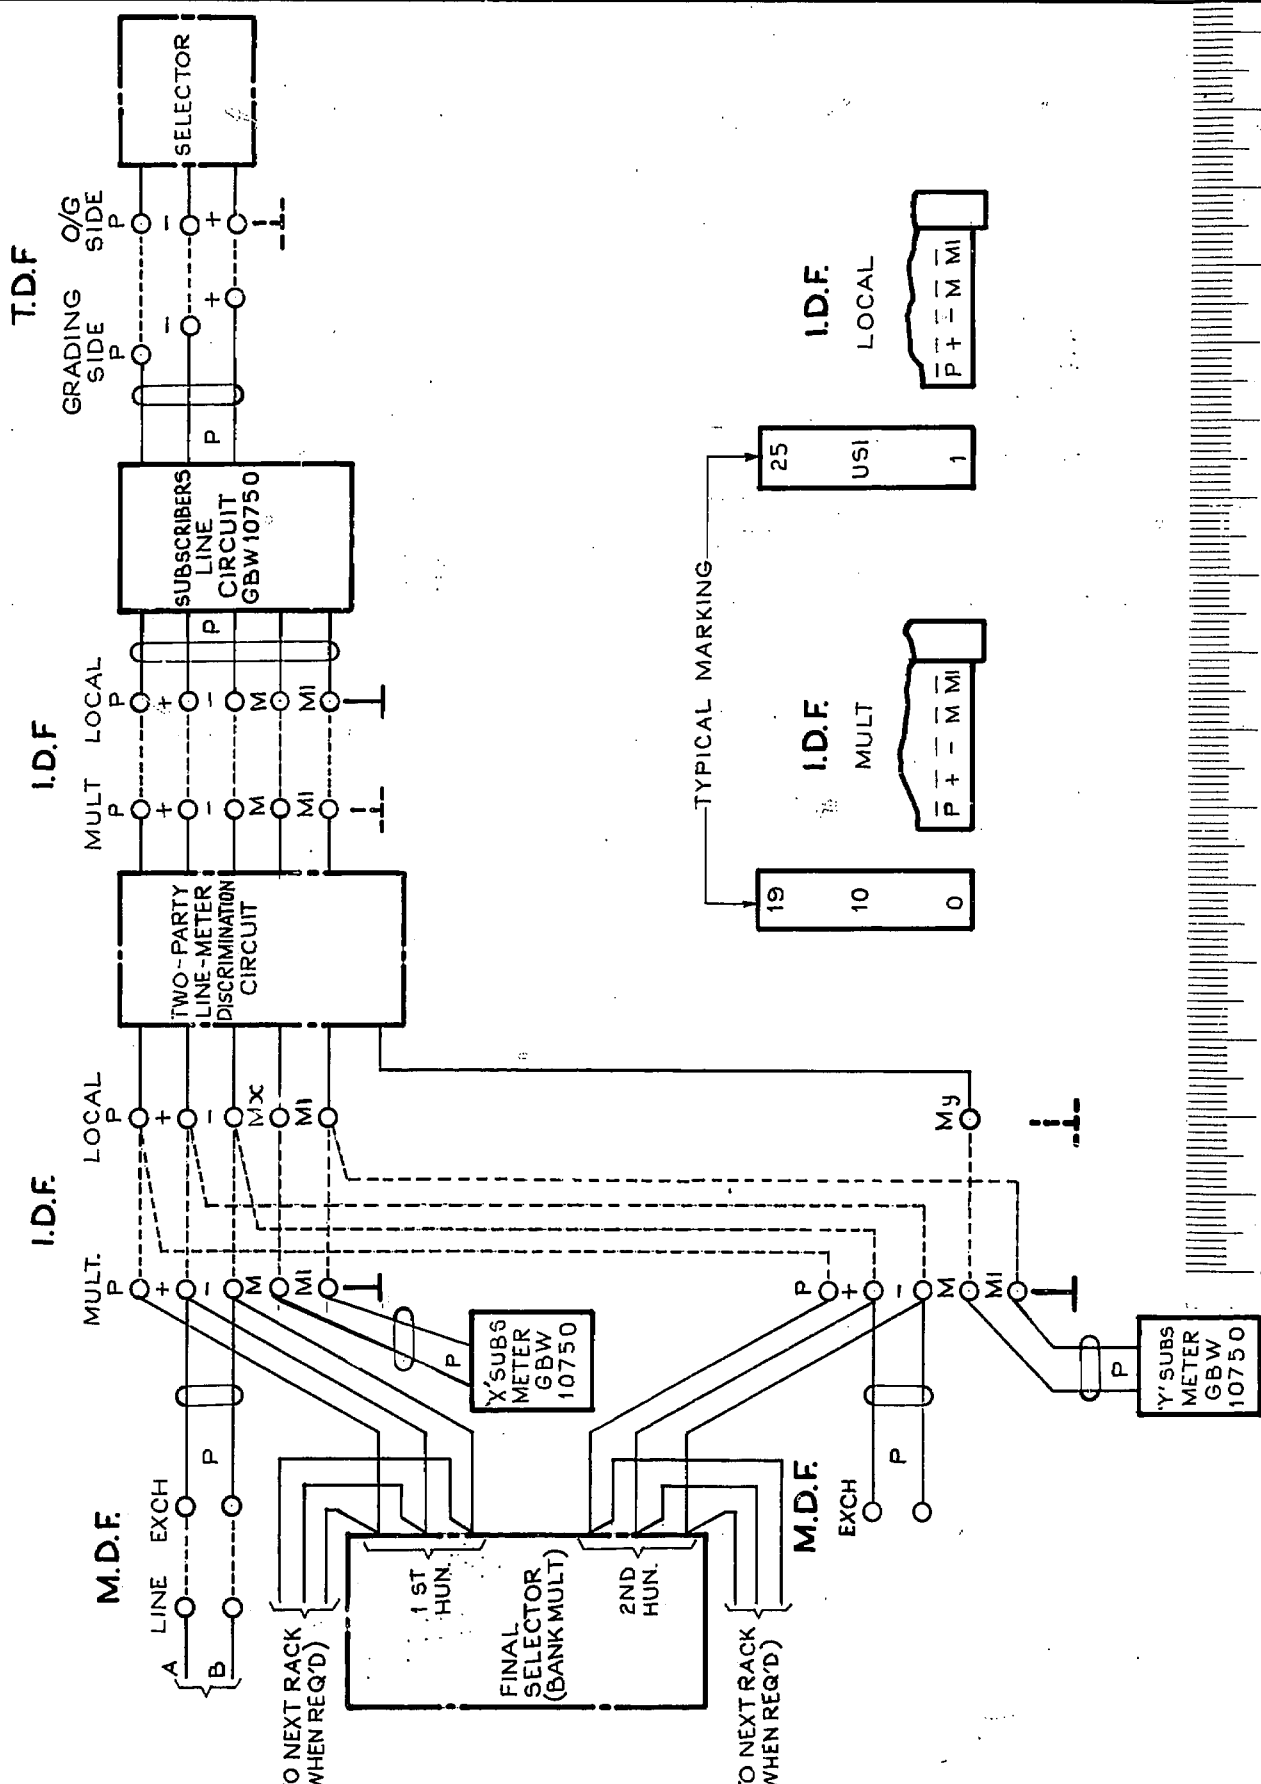 M.D.F.
LINE EXCH
A
B
P
TO NEXT RACK
WHEN REQ'D)
1 ST
HUN.
FINAL
SELECTOR
(BANK MULT)
2ND
HUN.
TO NEXT RACK
WHEN REQ'D)
M.D.F.
EXCH
P
I.D.F.
MULT. LOCAL
P P
+ +
− −
M Mx
MI MI
P
'X' SUBS
METER
GBW
10750
P
+
−
M My
MI
P
'Y' SUBS
METER
GBW
10750
TWO-PARTY
LINE-METER
DISCRIMINATION
CIRCUIT
I.D.F
MULT LOCAL
P P
+ +
− −
M M
MI MI
P
SUBSCRIBERS
LINE
CIRCUIT
GBW 10750
P
T.D.F
GRADING O/G
SIDE SIDE
P P
− −
+ +
SELECTOR
TYPICAL MARKING
19
10
0
I.D.F.
MULT
P + − M MI
25
US1
1
I.D.F.
LOCAL
P + − M MI